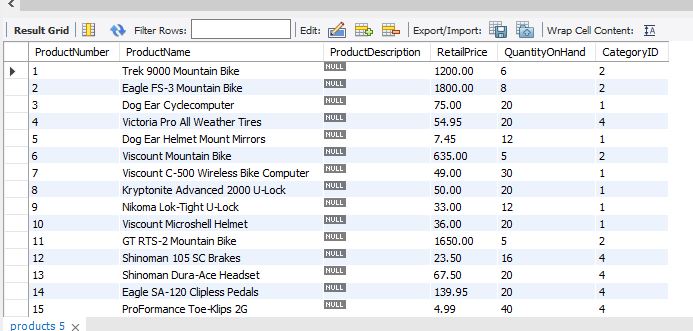 Result Grid Filter Rows: Edit: Export/Import: Wrap Cell Content: IA
ProductNumber ProductName ProductDescription RetailPrice QuantityOnHand CategoryID
1 Trek 9000 Mountain Bike NULL 1200.00 6 2
2 Eagle FS-3 Mountain Bike NULL 1800.00 8 2
3 Dog Ear Cyclecomputer NULL 75.00 20 1
4 Victoria Pro All Weather Tires NULL 54.95 20 4
5 Dog Ear Helmet Mount Mirrors NULL 7.45 12 1
6 Viscount Mountain Bike NULL 635.00 5 2
7 Viscount C-500 Wireless Bike Computer NULL 49.00 30 1
8 Kryptonite Advanced 2000 U-Lock NULL 50.00 20 1
9 Nikoma Lok-Tight U-Lock NULL 33.00 12 1
10 Viscount Microshell Helmet NULL 36.00 20 1
11 GT RTS-2 Mountain Bike NULL 1650.00 5 2
12 Shinoman 105 SC Brakes NULL 23.50 16 4
13 Shinoman Dura-Ace Headset NULL 67.50 20 4
14 Eagle SA-120 Clipless Pedals NULL 139.95 20 4
15 ProFormance Toe-Klips 2G NULL 4.99 40 4
products 5 ×